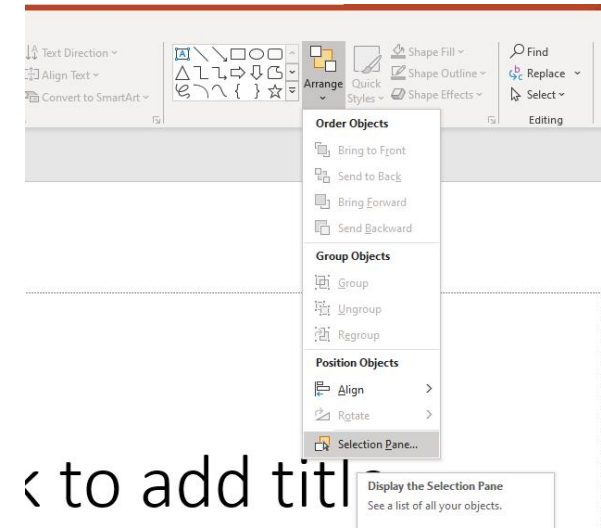 Text Direction
Align Text
Convert to SmartArt
Arrange
Quick
Styles
Shape Fill
Shape Outline
Shape Effects
Find
Replace
Select
Editing
Order Objects
Bring to Front
Send to Back
Bring Forward
Send Backward
Group Objects
Group
Ungroup
Regroup
Position Objects
Align
Rotate
Selection Pane...
k to add title
Display the Selection Pane
See a list of all your objects.